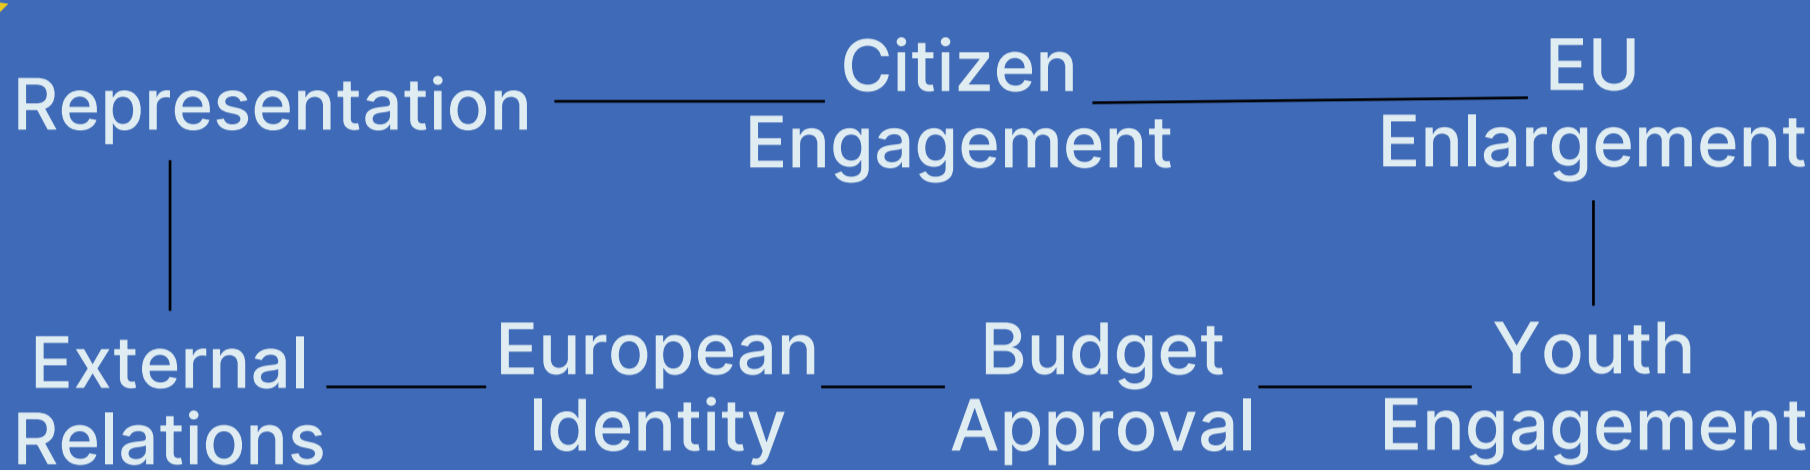 Representation
Citizen
Engagement
EU
Enlargement
External
Relations
European
Identity
Budget
Approval
Youth
Engagement